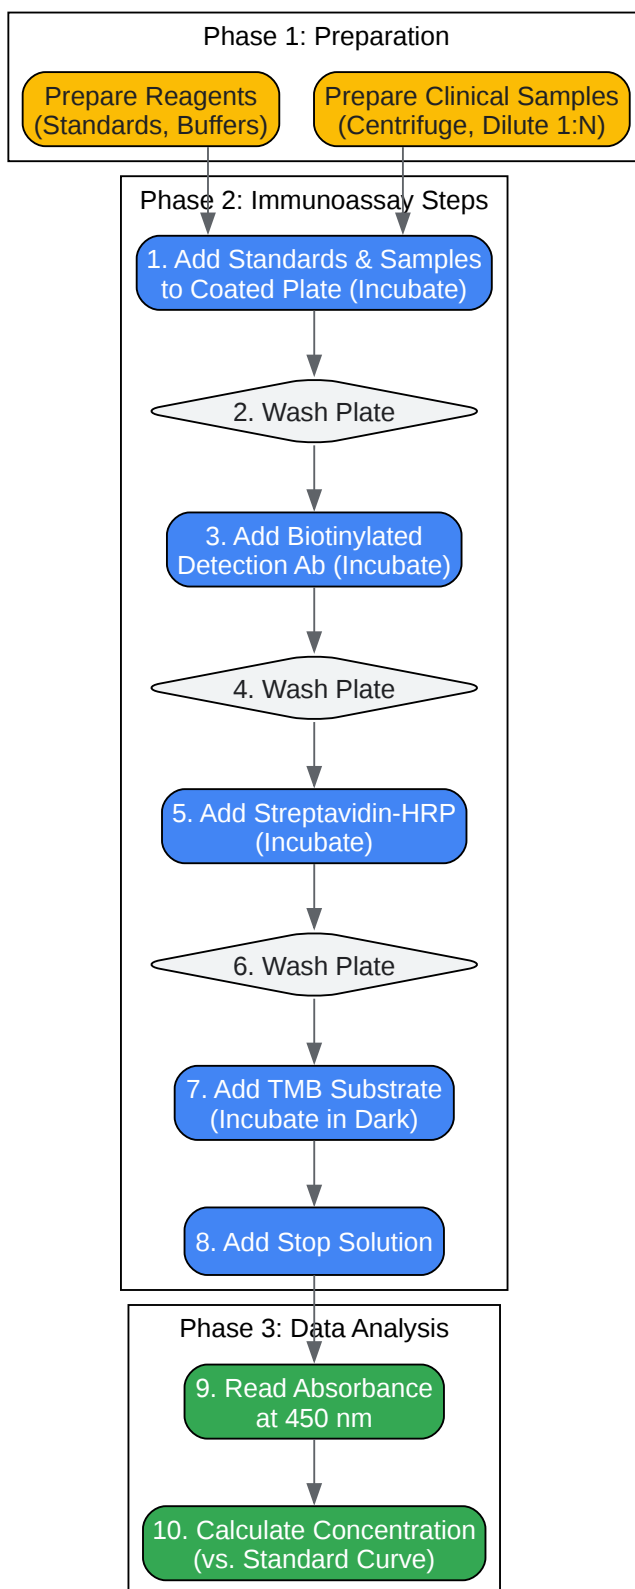 Phase 1: Preparation
Prepare Reagents
(Standards, Buffers)
Prepare Clinical Samples
(Centrifuge, Dilute 1:N)
Phase 2: Immunoassay Steps
1. Add Standards & Samples
to Coated Plate (Incubate)
2. Wash Plate
3. Add Biotinylated
Detection Ab (Incubate)
4. Wash Plate
5. Add Streptavidin-HRP
(Incubate)
6. Wash Plate
7. Add TMB Substrate
(Incubate in Dark)
8. Add Stop Solution
Phase 3: Data Analysis
9. Read Absorbance
at 450 nm
10. Calculate Concentration
(vs. Standard Curve)